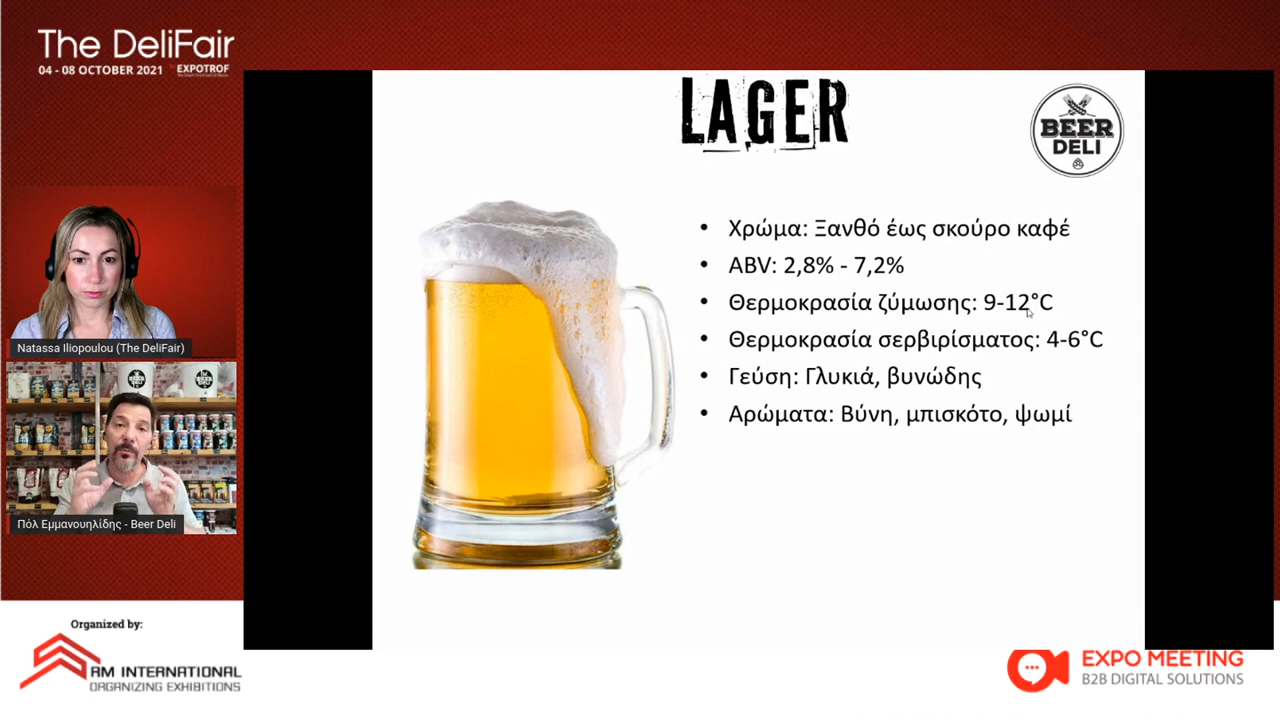 The DeliFair
04 - 08 OCTOBER 2021
EXPOTROF
LAGER
BEER
DELI
• Χρώμα: Ξανθό έως σκούρο καφέ
• ABV: 2,8% - 7,2%
• Θερμοκρασία ζύμωσης: 9-12°C
• Θερμοκρασία σερβιρίσματος: 4-6°C
• Γεύση: Γλυκιά, βυνώδης
• Αρώματα: Βύνη, μπισκότο, ψωμί
Natassa Iliopoulou (The DeliFair)
Πόλ Εμμανουηλίδης - Beer Deli
Organized by:
AM INTERNATIONAL
ORGANIZING EXHIBITIONS
EXPO MEETING
B2B DIGITAL SOLUTIONS